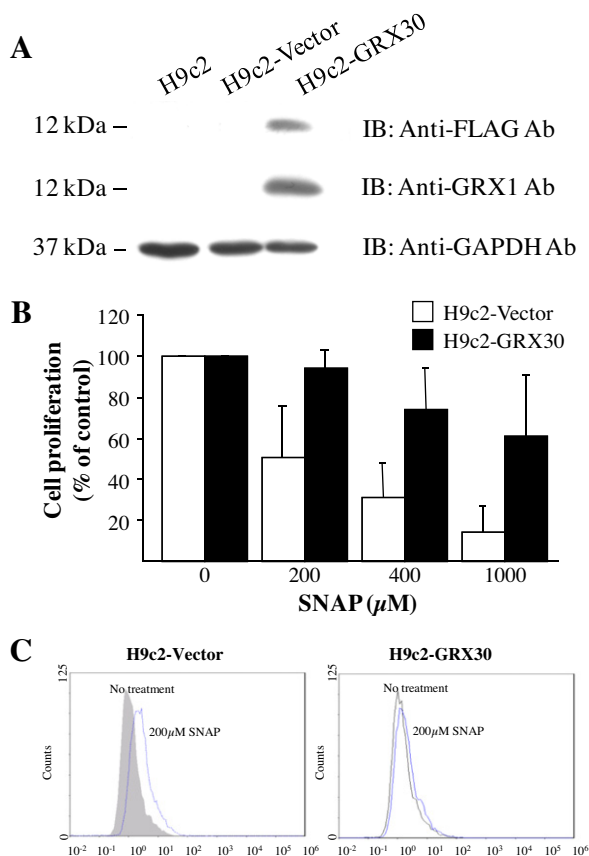 A
H9c2
H9c2-Vector
H9c2-GRX30
12 kDa –
IB: Anti-FLAG Ab
12 kDa –
IB: Anti-GRX1 Ab
37 kDa –
IB: Anti-GAPDH Ab
B
H9c2-Vector
H9c2-GRX30
Cell proliferation
(% of control)
120
100
80
60
40
20
0 200 400 1000
SNAP (µM)
C
H9c2-Vector
125
No treatment
200µM SNAP
Counts
0
10-2 10-1 10⁰ 10¹ 10² 10³ 10⁴ 10⁵ 10⁶
H9c2-GRX30
125
No treatment
200µM SNAP
Counts
0
10-2 10-1 10⁰ 10¹ 10² 10³ 10⁴ 10⁵ 10⁶